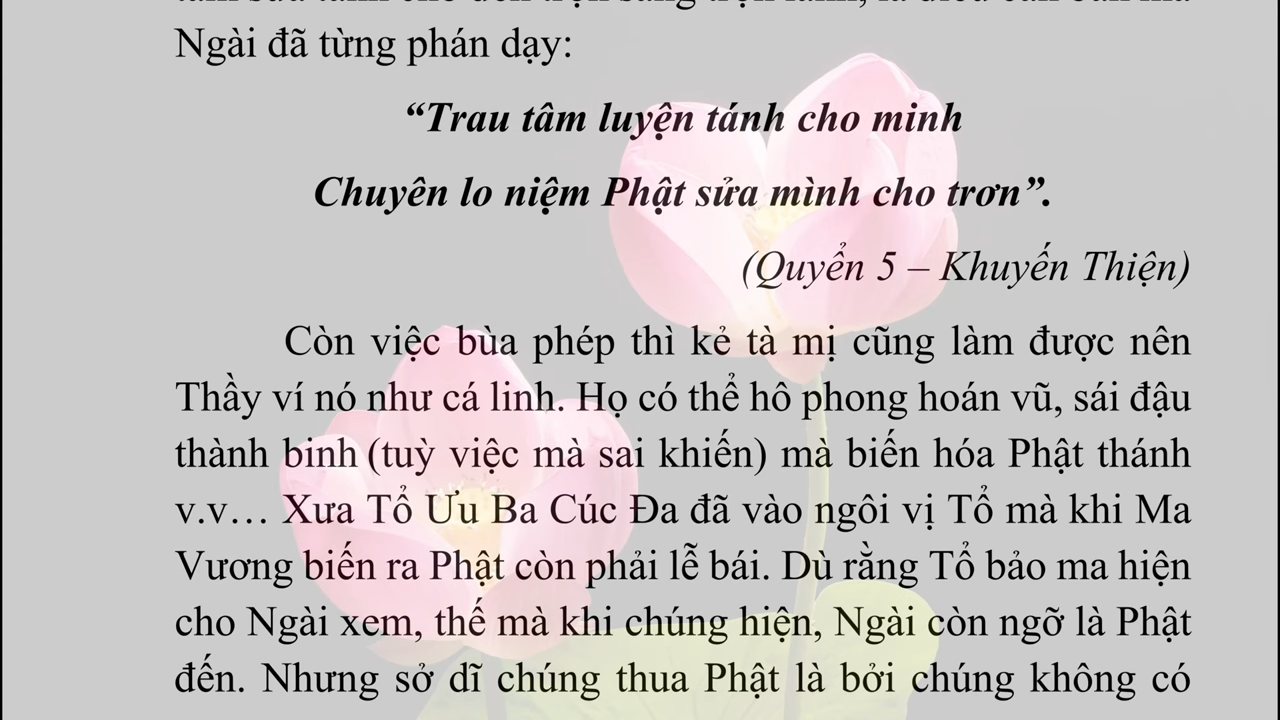 Ngài đã từng phán dạy:
“Trau tâm luyện tánh cho minh
Chuyên lo niệm Phật sửa mình cho trơn”.
(Quyển 5 – Khuyến Thiện)
Còn việc bùa phép thì kẻ tà mị cũng làm được nên
Thầy ví nó như cá linh. Họ có thể hô phong hoán vũ, sái đậu
thành binh (tuỳ việc mà sai khiến) mà biến hóa Phật thánh
v.v… Xưa Tổ Ưu Ba Cúc Đa đã vào ngôi vị Tổ mà khi Ma
Vương biến ra Phật còn phải lễ bái. Dù rằng Tổ bảo ma hiện
cho Ngài xem, thế mà khi chúng hiện, Ngài còn ngỡ là Phật
đến. Nhưng sở dĩ chúng thua Phật là bởi chúng không có